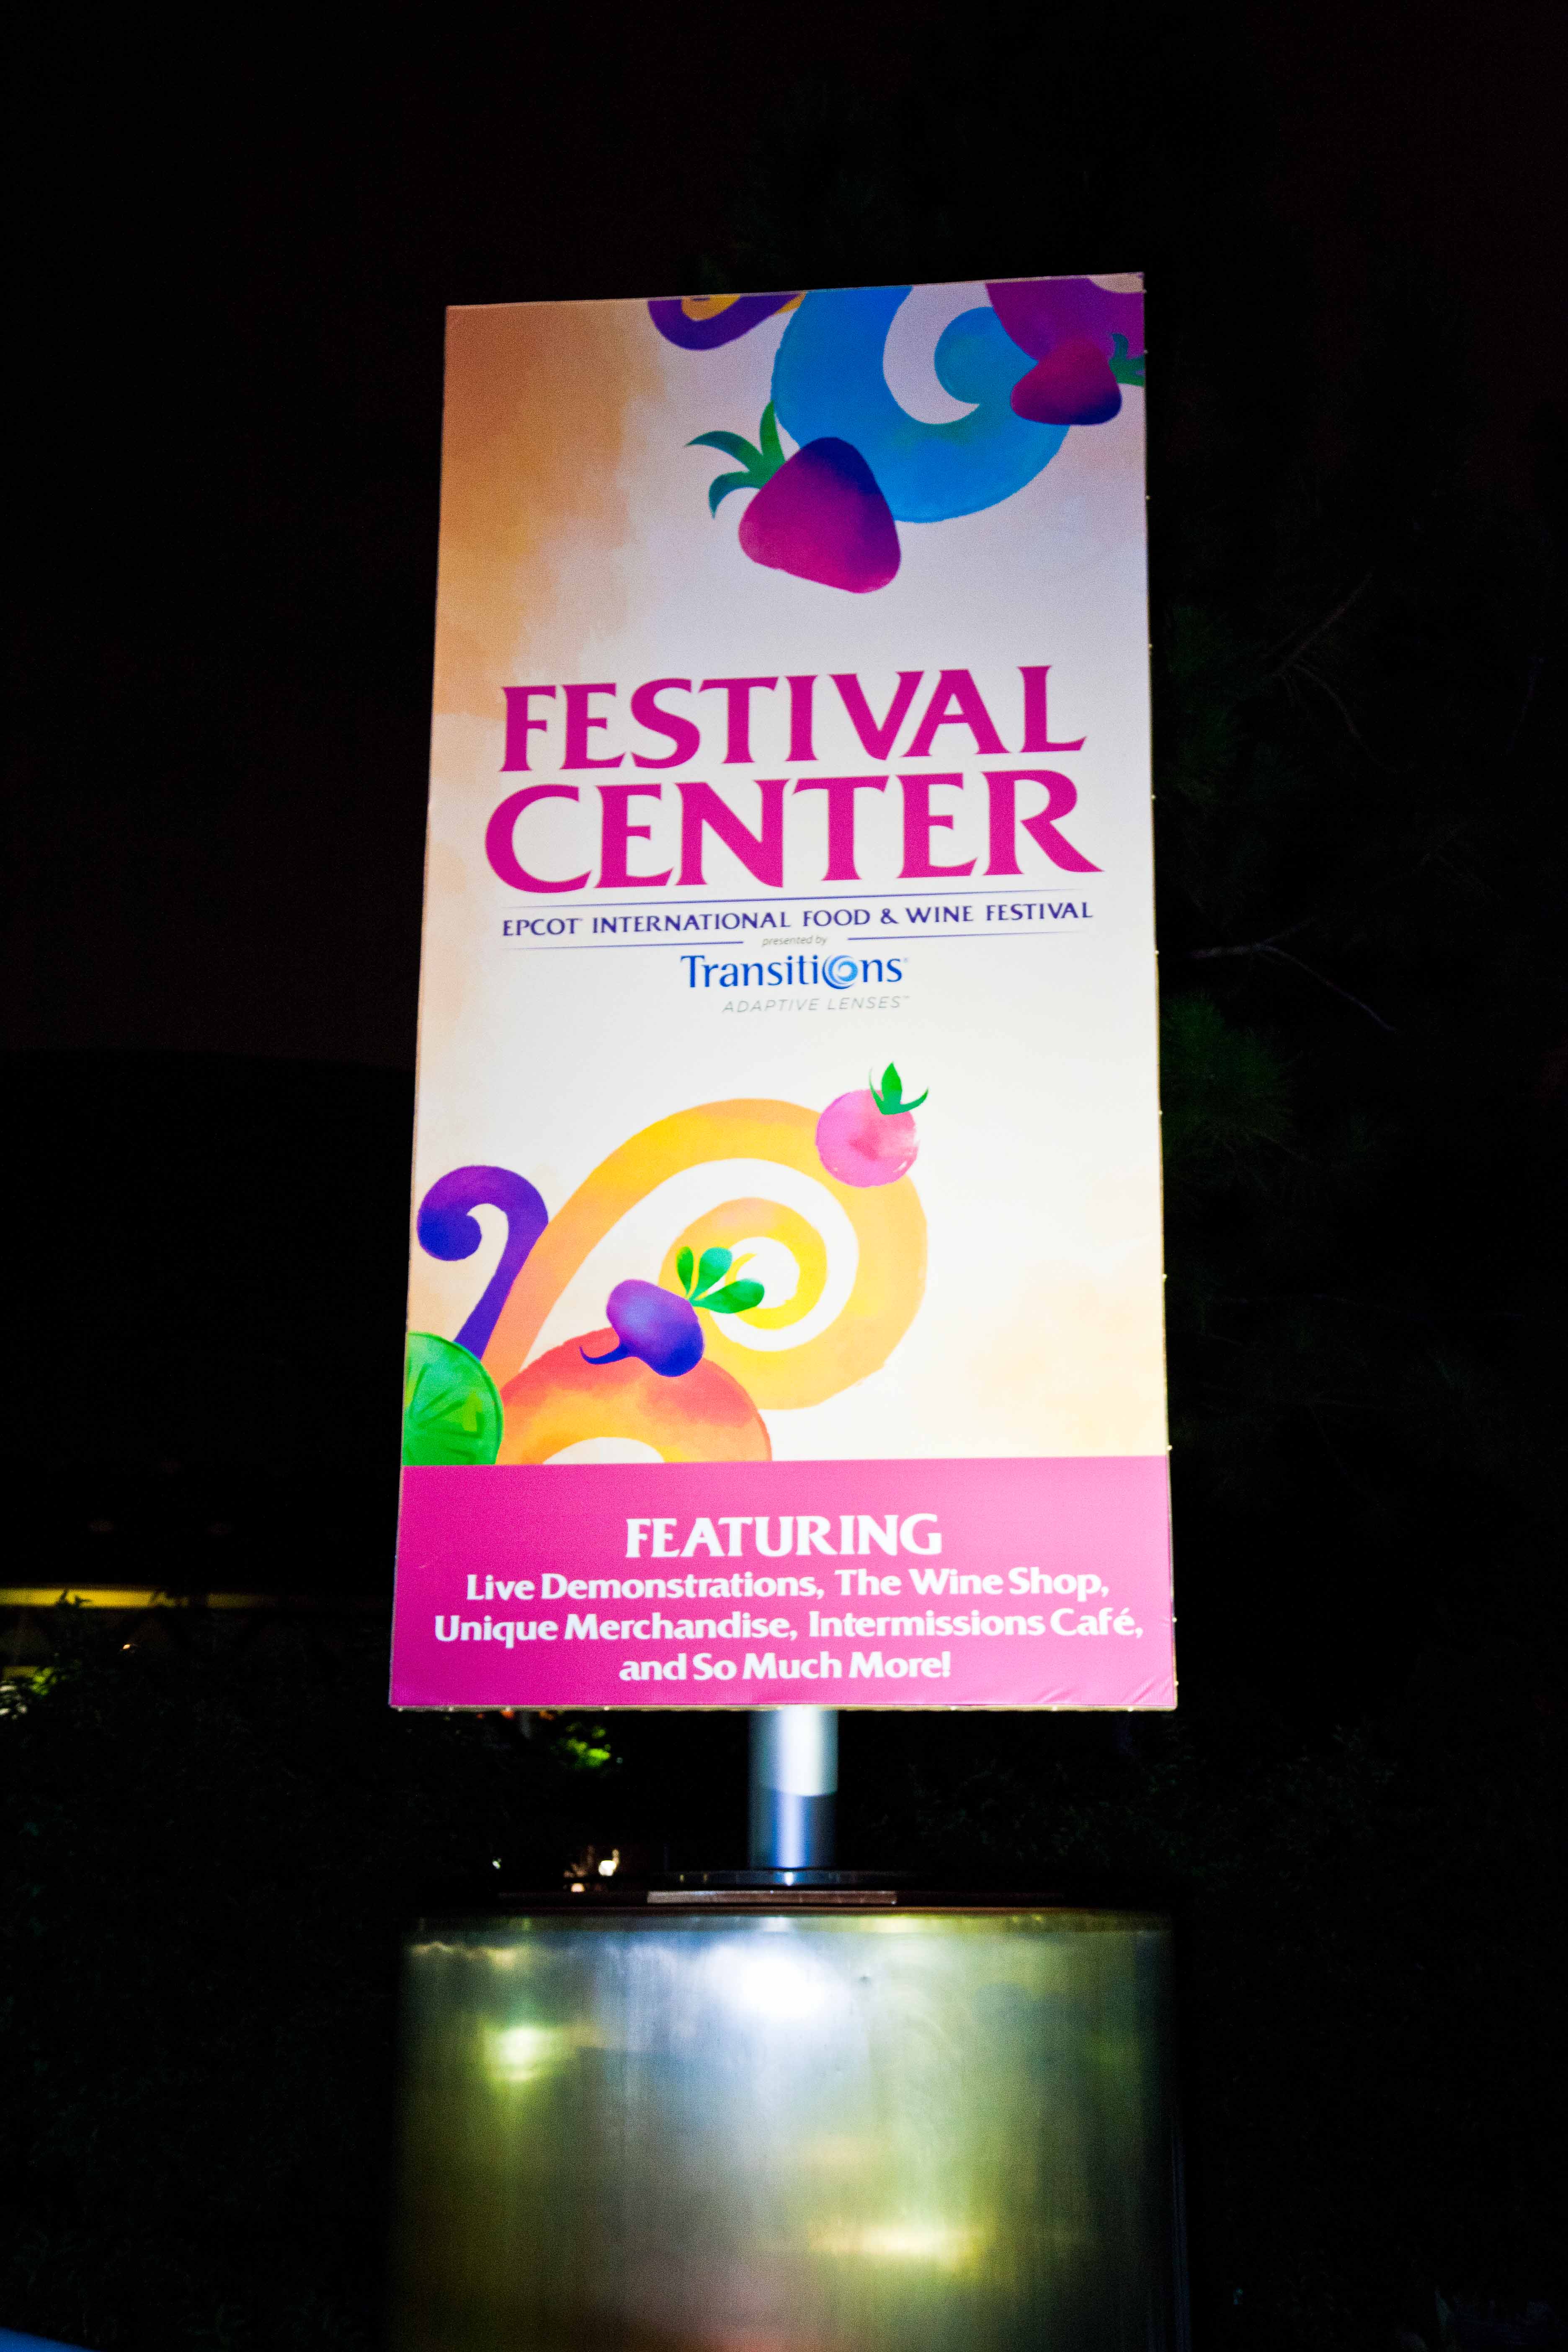 FESTIVAL
CENTER
EPCOT® INTERNATIONAL FOOD & WINE FESTIVAL
presented by
Transitions®
ADAPTIVE LENSES™
FEATURING
Live Demonstrations, The Wine Shop,
Unique Merchandise, Intermissions Café,
and So Much More!